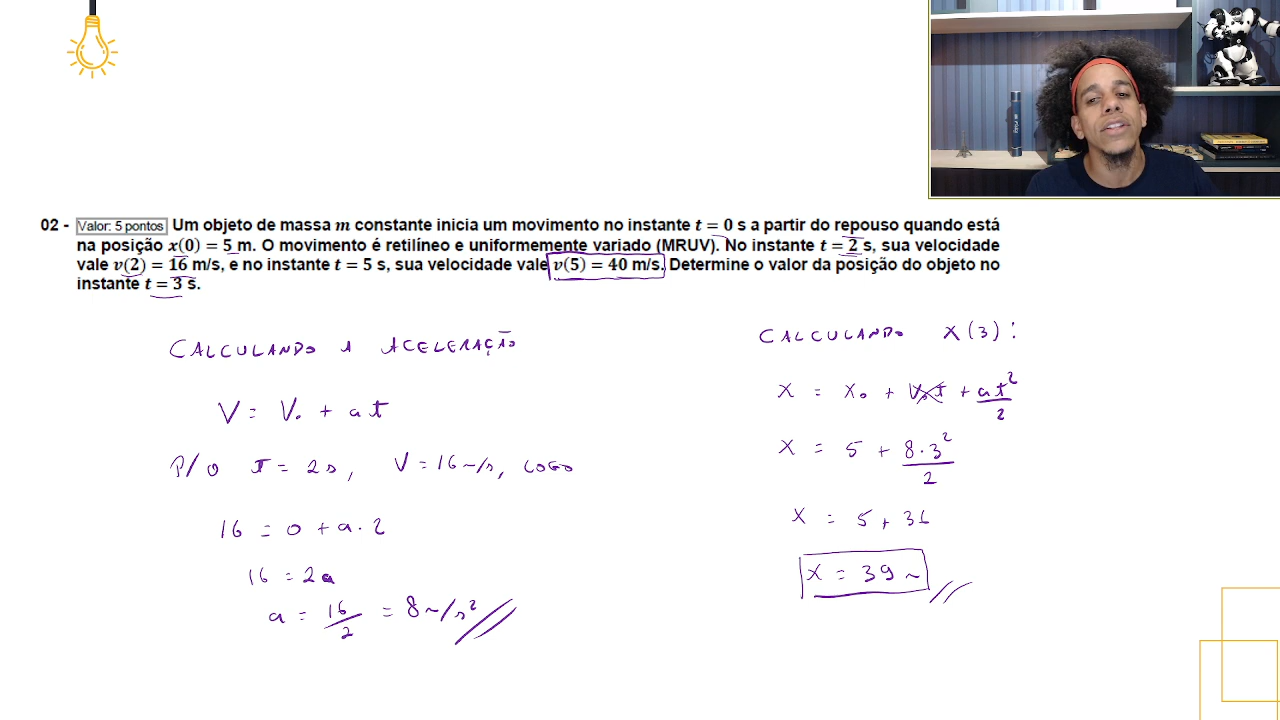 02 - Valor: 5 pontos Um objeto de massa m constante inicia um movimento no instante t = 0 s a partir do repouso quando está
na posição x(0) = 5 m. O movimento é retilíneo e uniformemente variado (MRUV). No instante t = 2 s, sua velocidade
vale v(2) = 16 m/s, e no instante t = 5 s, sua velocidade vale v(5) = 40 m/s. Determine o valor da posição do objeto no
instante t = 3 s.
CALCULANDO A ACELERAÇÃO
V = V₀ + at
P/ O t = 2s, V = 16 m/s, LOGO
16 = 0 + a · 2
16 = 2a
a = 16/2 = 8 m/s²
CALCULANDO X(3):
X = X₀ + V₀t + at²/2
X = 5 + 8·3²/2
X = 5 + 36
X = 39 m